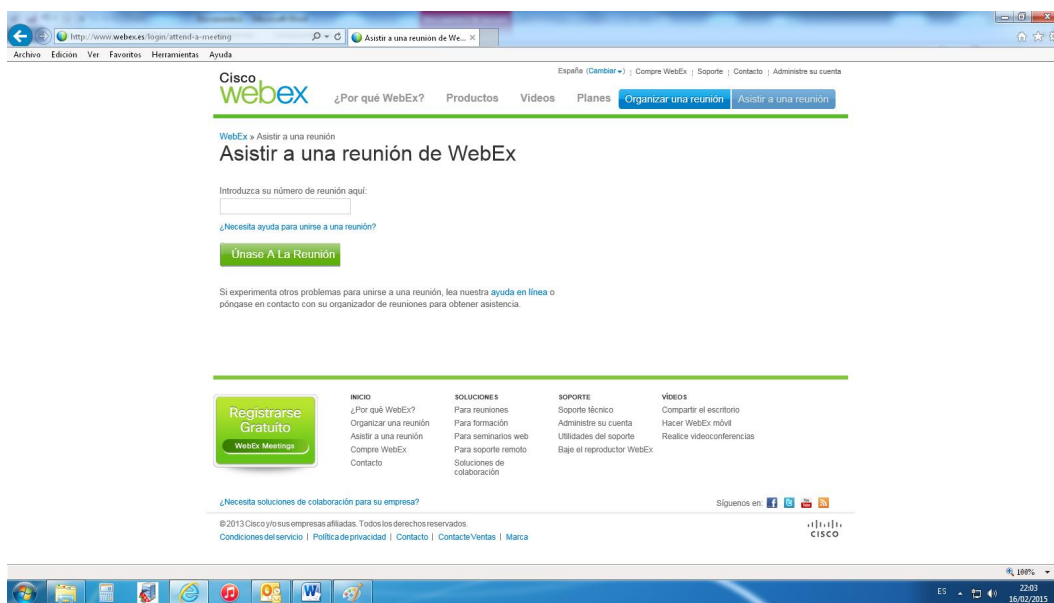 http://www.webex.es/login/attend-a-meeting
Asistir a una reunión de We...
Archivo Edición Ver Favoritos Herramientas Ayuda
España (Cambiar) | Compre WebEx | Soporte | Contacto | Administre su cuenta
Cisco
webex
¿Por qué WebEx? Productos Videos Planes Organizar una reunión Asistir a una reunión
WebEx » Asistir a una reunión
Asistir a una reunión de WebEx
Introduzca su número de reunión aquí:
¿Necesita ayuda para unirse a una reunión?
Únase A La Reunión
Si experimenta otros problemas para unirse a una reunión, lea nuestra ayuda en línea o
póngase en contacto con su organizador de reuniones para obtener asistencia.
Registrarse
Gratuito
WebEx Meetings
INICIO
¿Por qué WebEx?
Organizar una reunión
Asistir a una reunión
Compre WebEx
Contacto
SOLUCIONES
Para reuniones
Para formación
Para seminarios web
Para soporte remoto
Soluciones de
colaboración
SOPORTE
Soporte técnico
Administre su cuenta
Utilidades del soporte
Baje el reproductor WebEx
VÍDEOS
Compartir el escritorio
Hacer WebEx móvil
Realice videoconferencias
¿Necesita soluciones de colaboración para su empresa?
Síguenos en:
© 2013 Cisco y/o sus empresas afiliadas. Todos los derechos reservados.
Condiciones del servicio | Política de privacidad | Contacto | Contacte Ventas | Marca
CISCO
100%
ES
22:03
16/02/2015